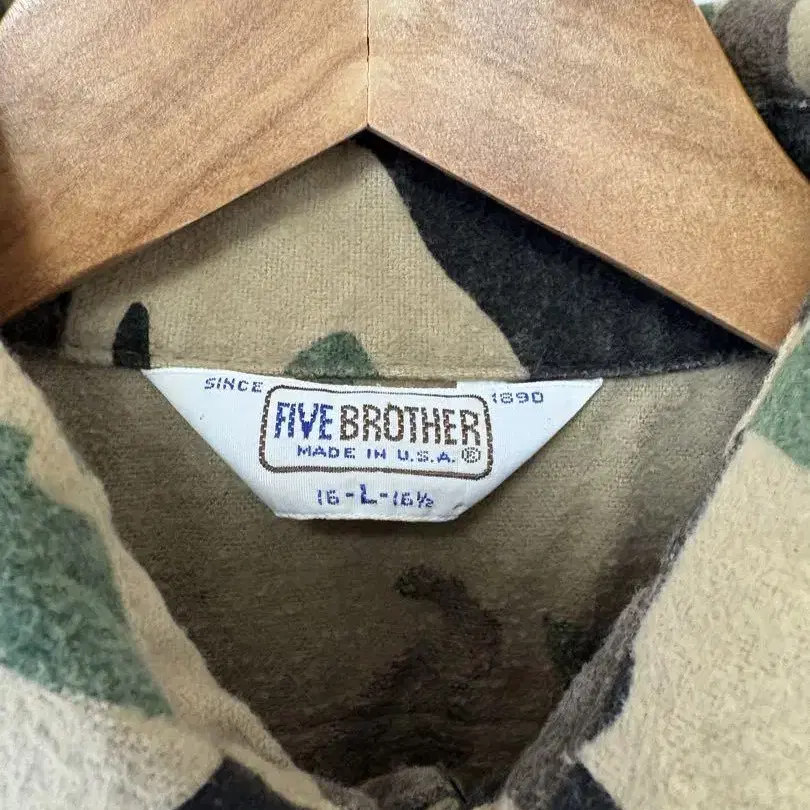 SINCE 1890
FIVE BROTHER
MADE IN U.S.A. ®
16-L-16½